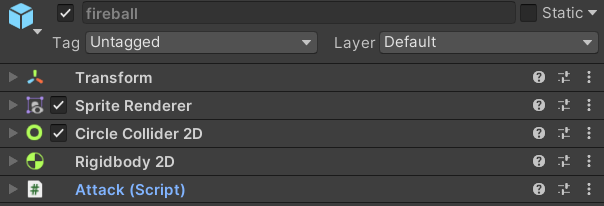 fireball Static
Tag Untagged Layer Default
Transform
Sprite Renderer
Circle Collider 2D
Rigidbody 2D
# Attack (Script)